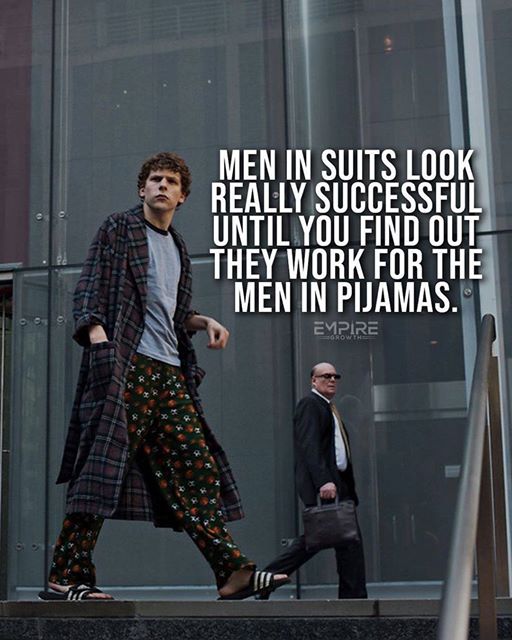 MEN IN SUITS LOOK
REALLY SUCCESSFUL
UNTIL YOU FIND OUT
THEY WORK FOR THE
MEN IN PIJAMAS.
EMPIRE
GROWTH